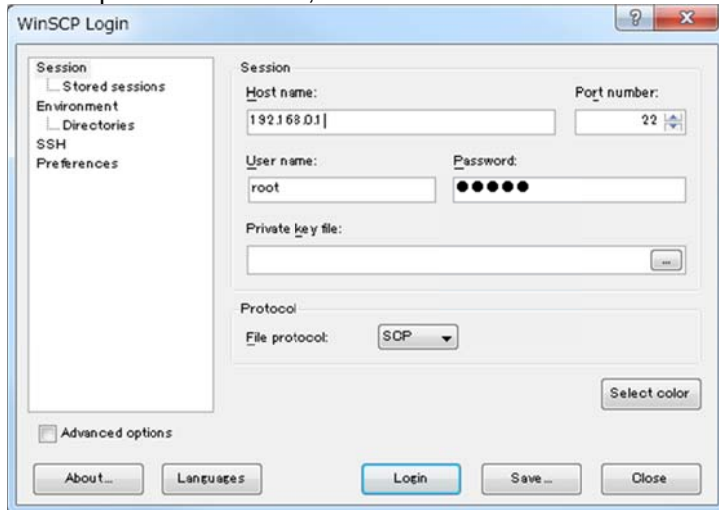 WinSCP Login
Session
Stored sessions
Environment
Directories
SSH
Preferences
Session
Host name:
Port number:
192.168.0.1
22
User name:
Password:
root
●●●●●
Private key file:
...
Protocol
File protocol:
SCP
Select color
Advanced options
About...
Languages
Login
Save...
Close